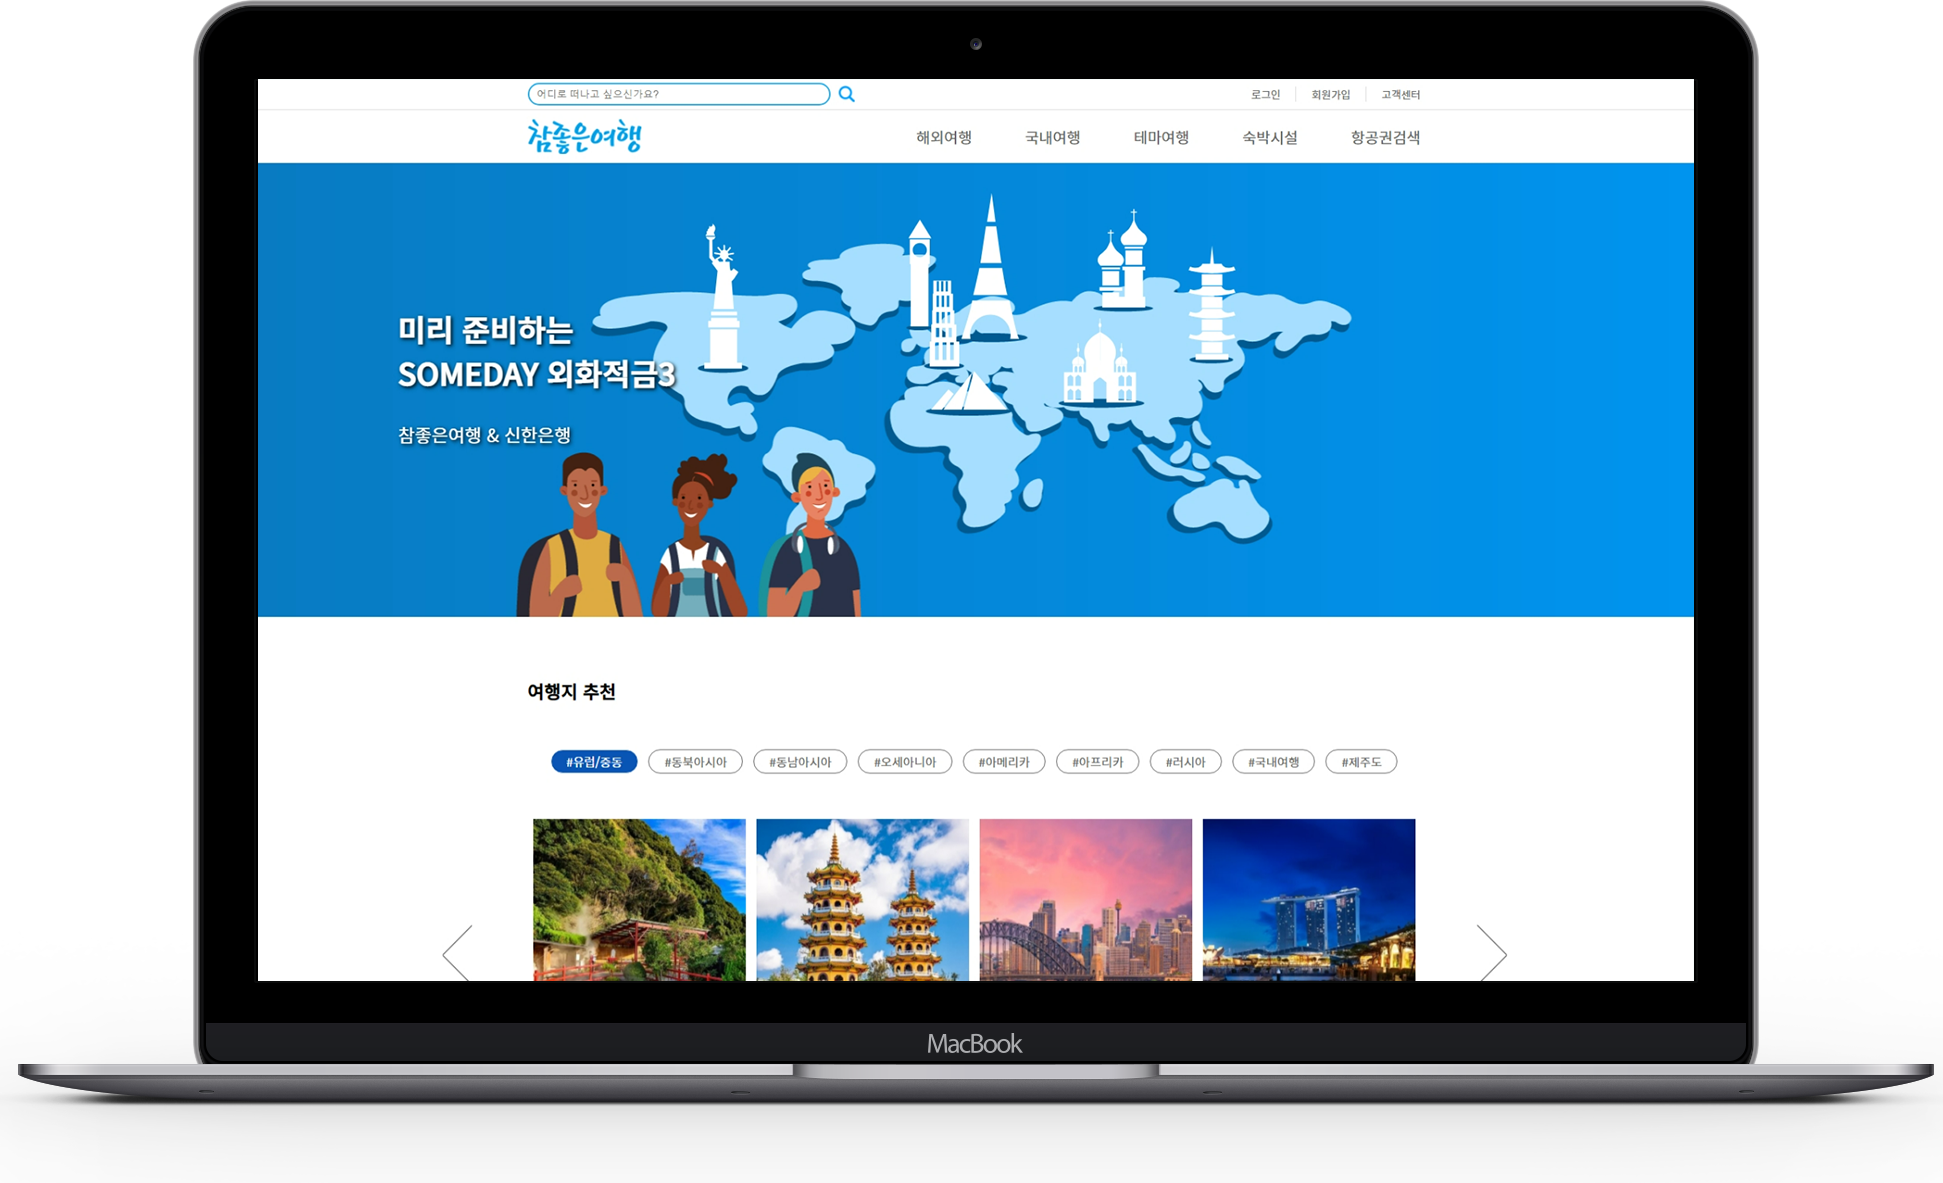 어디로 떠나고 싶으신가요?
로그인 회원가입 고객센터
참좋은여행
해외여행 국내여행 테마여행 숙박시설 항공권검색
미리 준비하는
SOMEDAY 외화적금3
참좋은여행 & 신한은행
여행지 추천
#유럽/중동 #동북아시아 #동남아시아 #오세아니아 #아메리카 #아프리카 #러시아 #국내여행 #제주도
MacBook